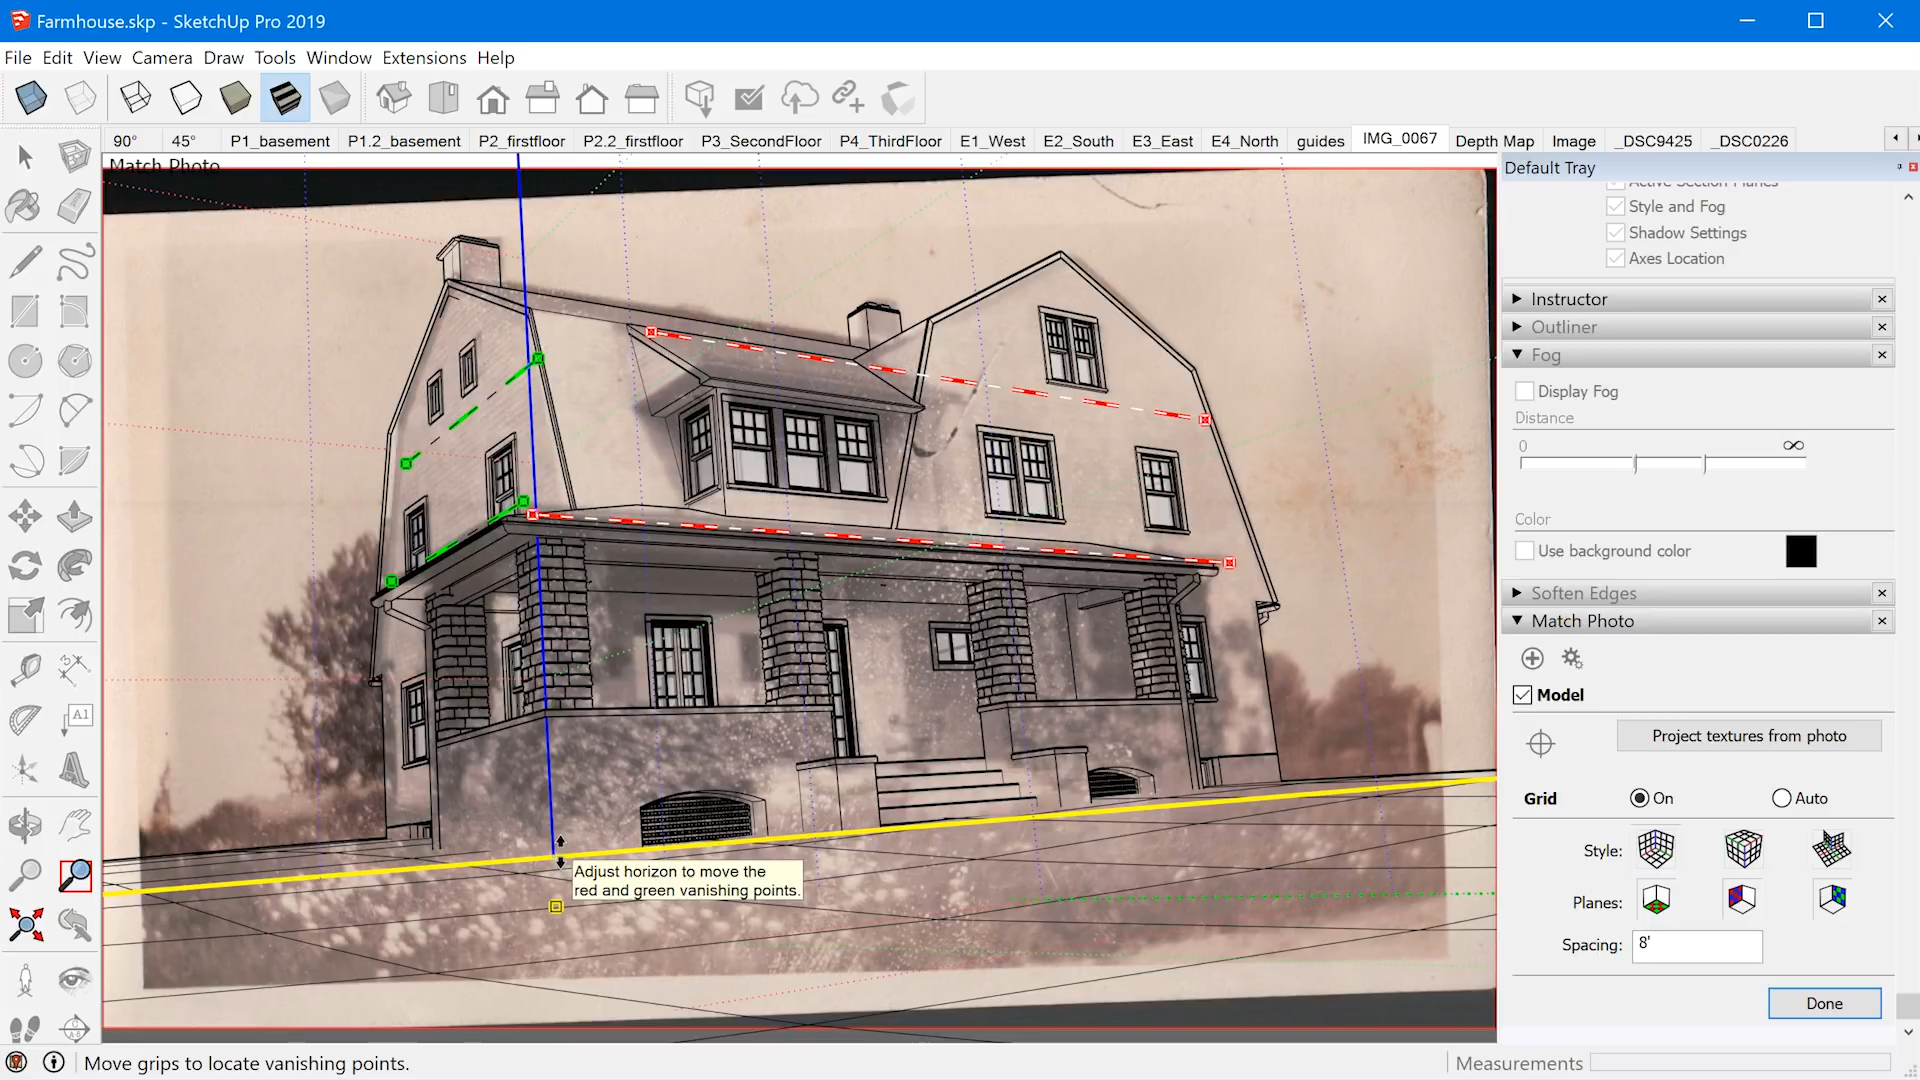 Farmhouse.skp - SketchUp Pro 2019
File Edit View Camera Draw Tools Window Extensions Help
90° 45° P1_basement P1.2_basement P2_firstfloor P2.2_firstfloor P3_SecondFloor P4_ThirdFloor E1_West E2_South E3_East E4_North guides IMG_0067 Depth Map Image _DSC9425 _DSC0226
Match Photo
Default Tray
Active Section Planes
Style and Fog
Shadow Settings
Axes Location
Instructor
Outliner
Fog
Display Fog
Distance
0 ∞
Color
Use background color
Soften Edges
Match Photo
Model
Project textures from photo
Grid On Auto
Style:
Planes:
Spacing: 8'
Done
A1
Adjust horizon to move the
red and green vanishing points.
Move grips to locate vanishing points.
Measurements